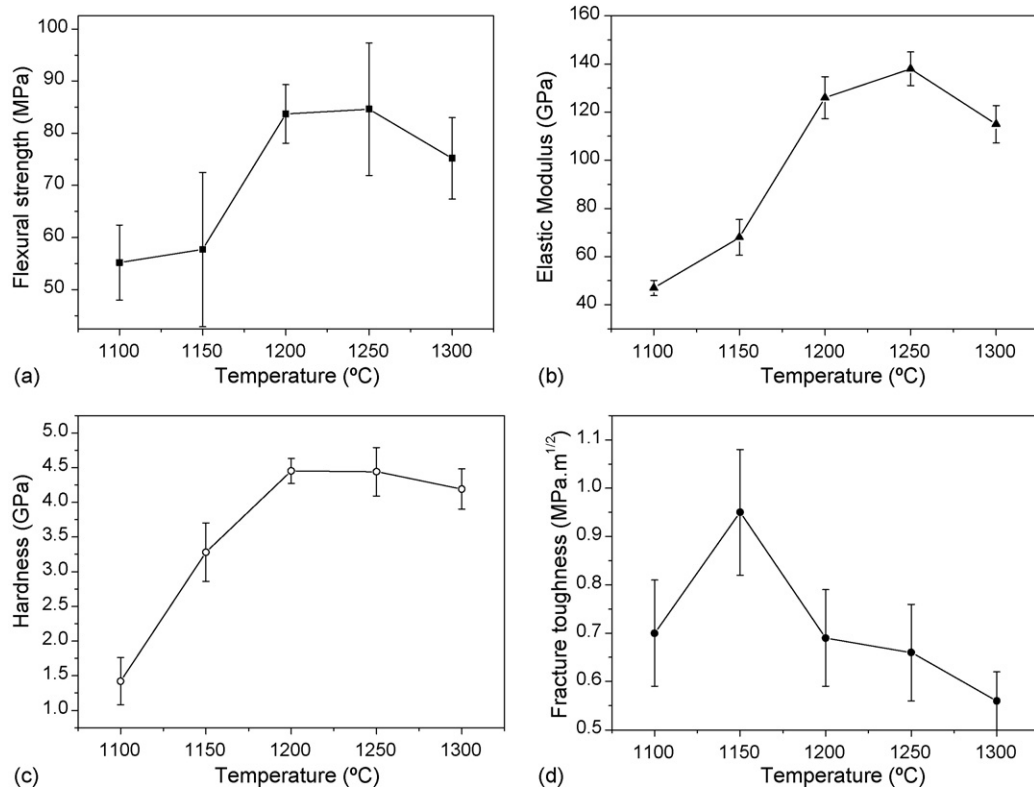 100
90
80
70
60
50
Flexural strength (MPa)
1100 1150 1200 1250 1300
(a) Temperature (ºC)
160
140
120
100
80
60
40
Elastic Modulus (GPa)
1100 1150 1200 1250 1300
(b) Temperature (ºC)
5.0
4.5
4.0
3.5
3.0
2.5
2.0
1.5
1.0
Hardness (GPa)
1100 1150 1200 1250 1300
(c) Temperature (ºC)
1.1
1.0
0.9
0.8
0.7
0.6
0.5
Fracture toughness (MPa.m1/2)
1100 1150 1200 1250 1300
(d) Temperature (ºC)